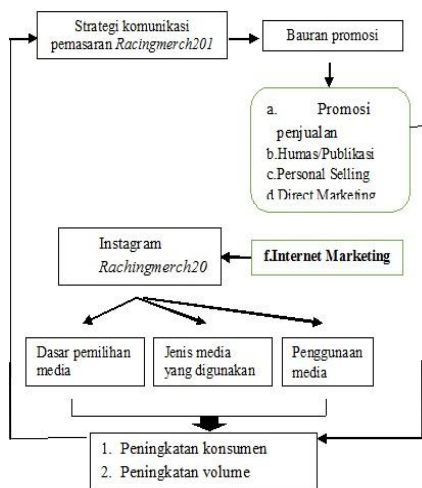 Strategi komunikasi
pemasaran Racingmerch201
Bauran promosi
a. Promosi
penjualan
b.Humas/Publikasi
c.Personal Selling
d.Direct Marketing
Instagram
Rachingmerch20
f.Internet Marketing
Dasar pemilihan
media
Jenis media
yang digunakan
Penggunaan
media
1. Peningkatan konsumen
2. Peningkatan volume